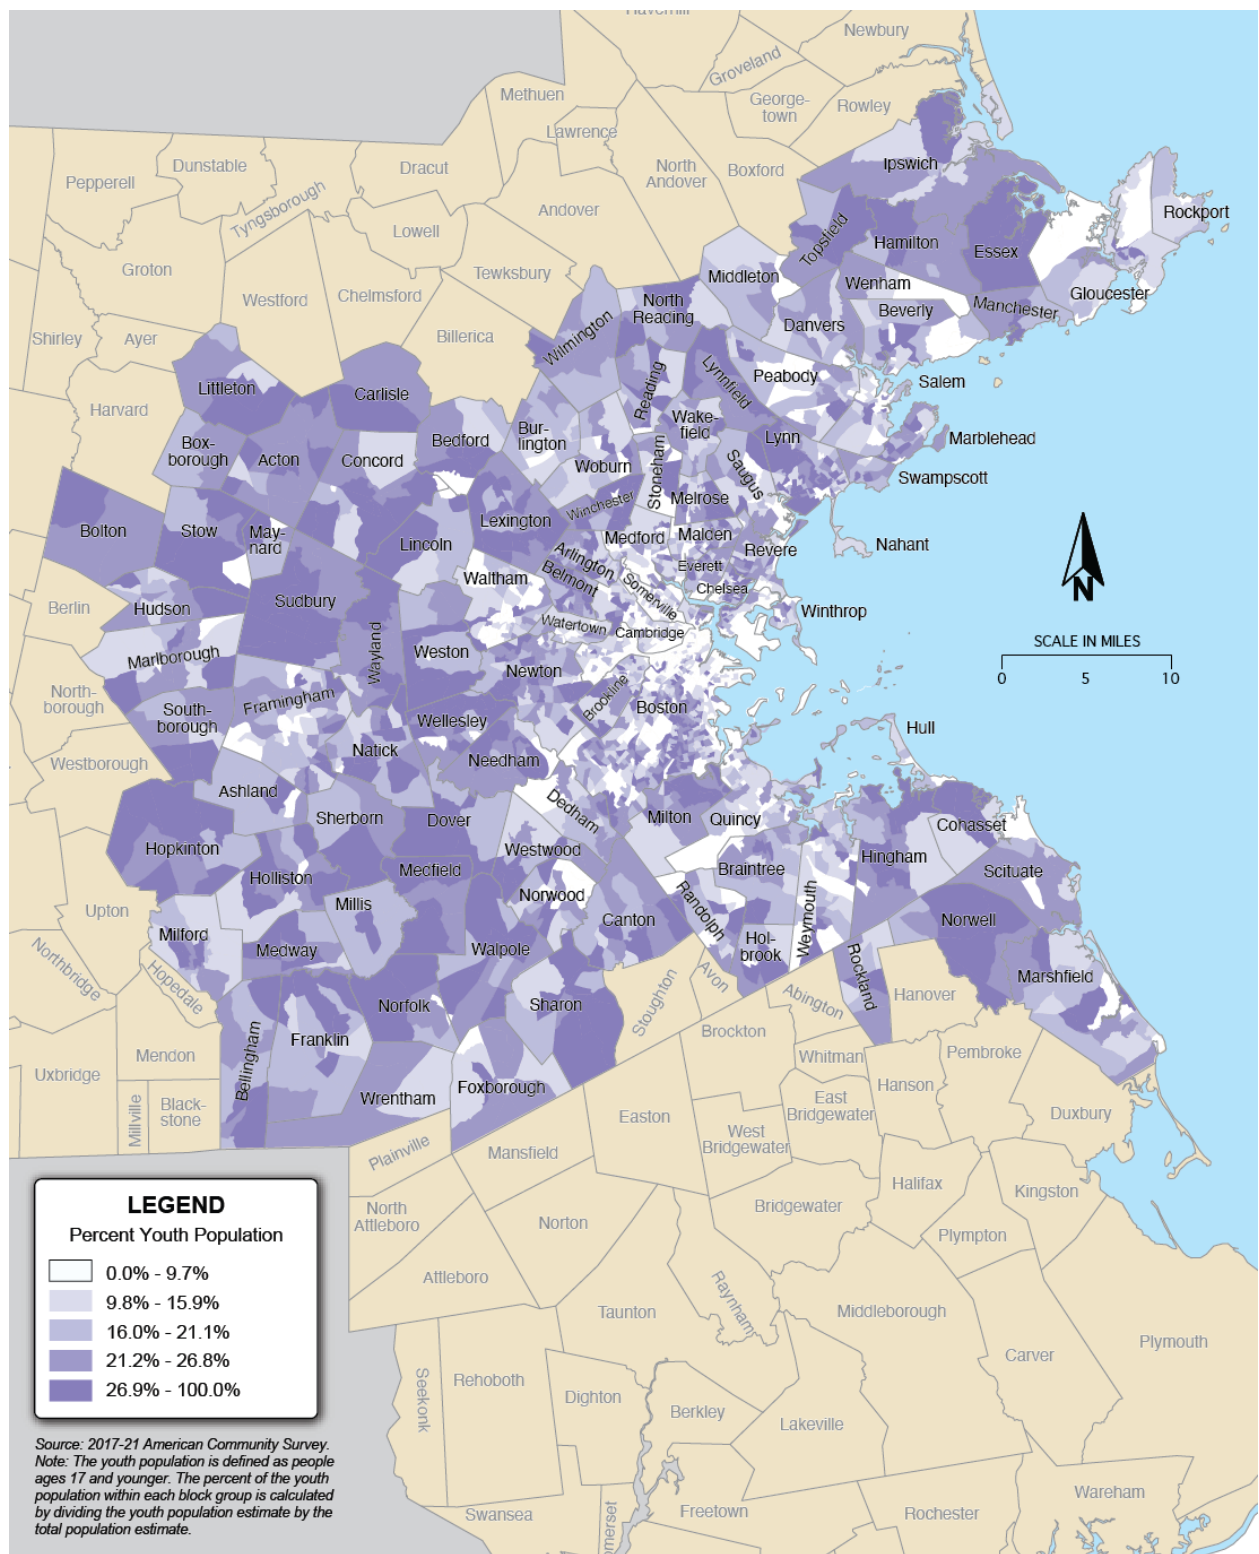 Haverhill
Newbury
Groveland
Methuen
George-
town
Rowley
Lawrence
Dunstable
Dracut
North
Andover
Boxford
Ipswich
Pepperell
Tyngsborough
Andover
Rockport
Lowell
Topsfield
Hamilton
Essex
Groton
Tewksbury
Middleton
Wenham
Westford
Chelmsford
North
Reading
Manchester
Gloucester
Beverly
Shirley
Ayer
Billerica
Wilmington
Danvers
Littleton
Carlisle
Reading
Lynnfield
Peabody
Salem
Harvard
Box-
borough
Acton
Concord
Bedford
Bur-
lington
Wake-
field
Lynn
Marblehead
Woburn
Stoneham
Saugus
Swampscott
Bolton
Stow
May-
nard
Lincoln
Lexington
Winchester
Melrose
Medford
Malden
Revere
Nahant
Arlington
Everett
Waltham
Belmont
Somerville
Chelsea
Berlin
Hudson
Sudbury
Winthrop
Watertown
Cambridge
Marlborough
Wayland
Weston
Newton
North-
borough
South-
borough
Framingham
Brookline
Boston
Wellesley
Hull
Westborough
Natick
Needham
Ashland
Sherborn
Dover
Dedham
Milton
Quincy
Cohasset
Hopkinton
Westwood
Hingham
Holliston
Medfield
Braintree
Scituate
Upton
Millis
Norwood
Randolph
Weymouth
Norwell
Milford
Medway
Walpole
Canton
Hol-
brook
Northbridge
Hopedale
Rockland
Marshfield
Norfolk
Sharon
Stoughton
Avon
Abington
Hanover
Franklin
Brockton
Mendon
Bellingham
Whitman
Pembroke
Uxbridge
Millville
Black-
stone
Wrentham
Foxborough
Hanson
East
Bridgewater
Easton
Duxbury
Plainville
Mansfield
West
Bridgewater
North
Attleboro
Norton
Bridgewater
Halifax
Kingston
Plympton
Attleboro
Taunton
Raynham
Middleborough
Plymouth
Carver
Seekonk
Rehoboth
Dighton
Berkley
Lakeville
Wareham
Swansea
Somerset
Freetown
Rochester
N
SCALE IN MILES
0 5 10
LEGEND
Percent Youth Population
0.0% - 9.7%
9.8% - 15.9%
16.0% - 21.1%
21.2% - 26.8%
26.9% - 100.0%
Source: 2017-21 American Community Survey.
Note: The youth population is defined as people
ages 17 and younger. The percent of the youth
population within each block group is calculated
by dividing the youth population estimate by the
total population estimate.